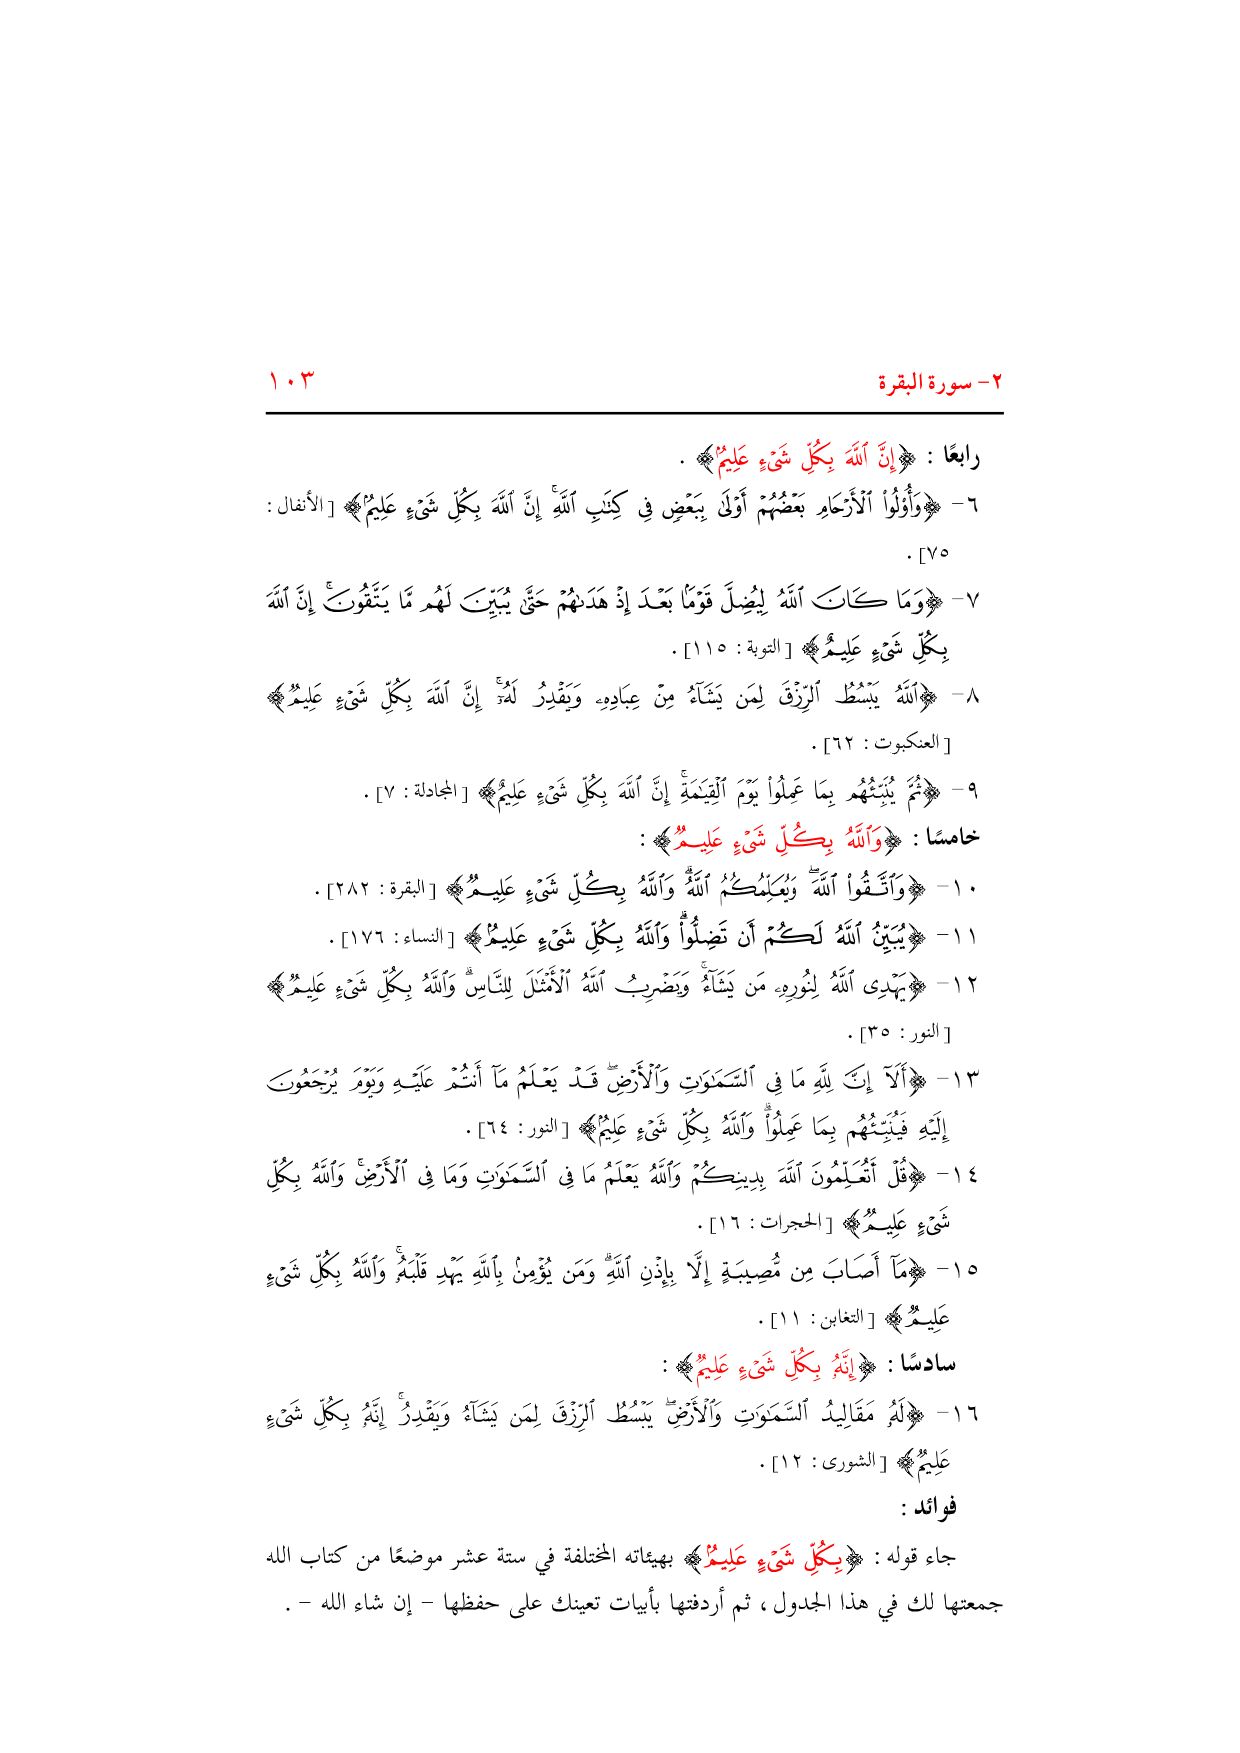 ٢- سورة البقرة ١٠٣
رابعًا : ﴿إِنَّ ٱللَّهَ بِكُلِّ شَىْءٍ عَلِيمٌۢ﴾ .
٦- ﴿وَأُوْلُواْ ٱلْأَرْحَامِ بَعْضُهُمْ أَوْلَىٰ بِبَعْضٍ فِى كِتَٰبِ ٱللَّهِ ۚ إِنَّ ٱللَّهَ بِكُلِّ شَىْءٍ عَلِيمٌۢ﴾ [الأنفال :
٧٥] .
٧- ﴿وَمَا كَانَ ٱللَّهُ لِيُضِلَّ قَوْمًۢا بَعْدَ إِذْ هَدَىٰهُمْ حَتَّىٰ يُبَيِّنَ لَهُم مَّا يَتَّقُونَ ۚ إِنَّ ٱللَّهَ
بِكُلِّ شَىْءٍ عَلِيمٌ﴾ [التوبة : ١١٥] .
٨- ﴿ٱللَّهُ يَبْسُطُ ٱلرِّزْقَ لِمَن يَشَآءُ مِنْ عِبَادِهِۦ وَيَقْدِرُ لَهُۥٓ ۚ إِنَّ ٱللَّهَ بِكُلِّ شَىْءٍ عَلِيمٌ﴾
[العنكبوت : ٦٢] .
٩- ﴿ثُمَّ يُنَبِّئُهُم بِمَا عَمِلُواْ يَوْمَ ٱلْقِيَٰمَةِ ۚ إِنَّ ٱللَّهَ بِكُلِّ شَىْءٍ عَلِيمٌ﴾ [المجادلة : ٧] .
خامسًا : ﴿وَٱللَّهُ بِكُلِّ شَىْءٍ عَلِيمٌ﴾ :
١٠- ﴿وَٱتَّقُواْ ٱللَّهَ ۖ وَيُعَلِّمُكُمُ ٱللَّهُ ۗ وَٱللَّهُ بِكُلِّ شَىْءٍ عَلِيمٌ﴾ [البقرة : ٢٨٢] .
١١- ﴿يُبَيِّنُ ٱللَّهُ لَكُمْ أَن تَضِلُّواْ ۗ وَٱللَّهُ بِكُلِّ شَىْءٍ عَلِيمٌۢ﴾ [النساء : ١٧٦] .
١٢- ﴿يَهْدِى ٱللَّهُ لِنُورِهِۦ مَن يَشَآءُ ۚ وَيَضْرِبُ ٱللَّهُ ٱلْأَمْثَٰلَ لِلنَّاسِ ۗ وَٱللَّهُ بِكُلِّ شَىْءٍ عَلِيمٌ﴾
[النور : ٣٥] .
١٣- ﴿أَلَآ إِنَّ لِلَّهِ مَا فِى ٱلسَّمَٰوَٰتِ وَٱلْأَرْضِ ۖ قَدْ يَعْلَمُ مَآ أَنتُمْ عَلَيْهِ وَيَوْمَ يُرْجَعُونَ
إِلَيْهِ فَيُنَبِّئُهُم بِمَا عَمِلُواْ ۗ وَٱللَّهُ بِكُلِّ شَىْءٍ عَلِيمٌۢ﴾ [النور : ٦٤] .
١٤- ﴿قُلْ أَتُعَلِّمُونَ ٱللَّهَ بِدِينِكُمْ وَٱللَّهُ يَعْلَمُ مَا فِى ٱلسَّمَٰوَٰتِ وَمَا فِى ٱلْأَرْضِ ۚ وَٱللَّهُ بِكُلِّ
شَىْءٍ عَلِيمٌ﴾ [الحجرات : ١٦] .
١٥- ﴿مَآ أَصَابَ مِن مُّصِيبَةٍ إِلَّا بِإِذْنِ ٱللَّهِ ۗ وَمَن يُؤْمِنۢ بِٱللَّهِ يَهْدِ قَلْبَهُۥ ۚ وَٱللَّهُ بِكُلِّ شَىْءٍ
عَلِيمٌ﴾ [التغابن : ١١] .
سادسًا : ﴿إِنَّهُۥ بِكُلِّ شَىْءٍ عَلِيمٌ﴾ :
١٦- ﴿لَهُۥ مَقَالِيدُ ٱلسَّمَٰوَٰتِ وَٱلْأَرْضِ ۖ يَبْسُطُ ٱلرِّزْقَ لِمَن يَشَآءُ وَيَقْدِرُ ۚ إِنَّهُۥ بِكُلِّ شَىْءٍ
عَلِيمٌ﴾ [الشورى : ١٢] .
فوائد :
جاء قوله : ﴿بِكُلِّ شَىْءٍ عَلِيمٌۢ﴾ بهيئاته المختلفة في ستة عشر موضعًا من كتاب الله
جمعتها لك في هذا الجدول ، ثم أردفتها بأبيات تعينك على حفظها – إن شاء الله – .